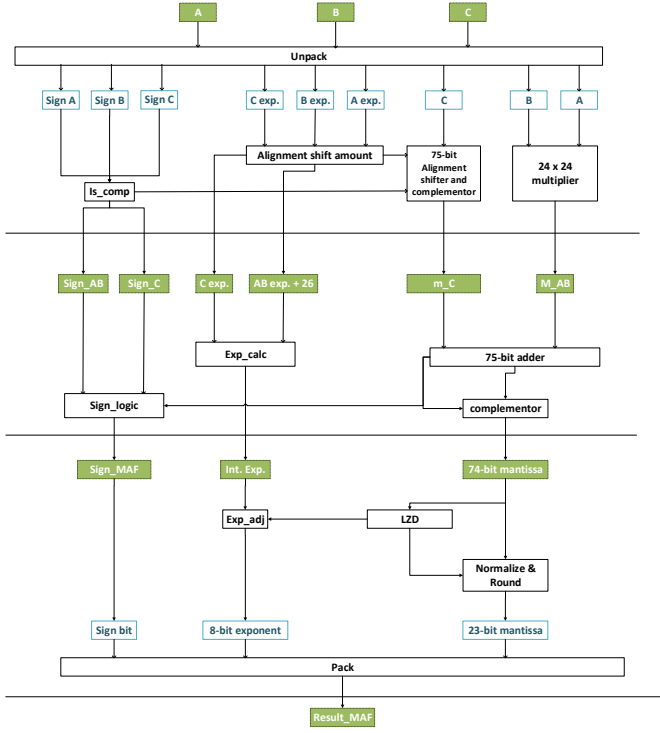 A
B
C
Unpack
Sign A
Sign B
Sign C
C exp.
B exp.
A exp.
C
B
A
Alignment shift amount
75-bit
Alignment
shifter and
complementor
24 x 24
multiplier
Is_comp
Sign_AB
Sign_C
C exp.
AB exp. + 26
m_C
M_AB
Exp_calc
75-bit adder
Sign_logic
complementor
Sign_MAF
Int. Exp.
74-bit mantissa
Exp_adj
LZD
Normalize &
Round
Sign bit
8-bit exponent
23-bit mantissa
Pack
Result_MAF